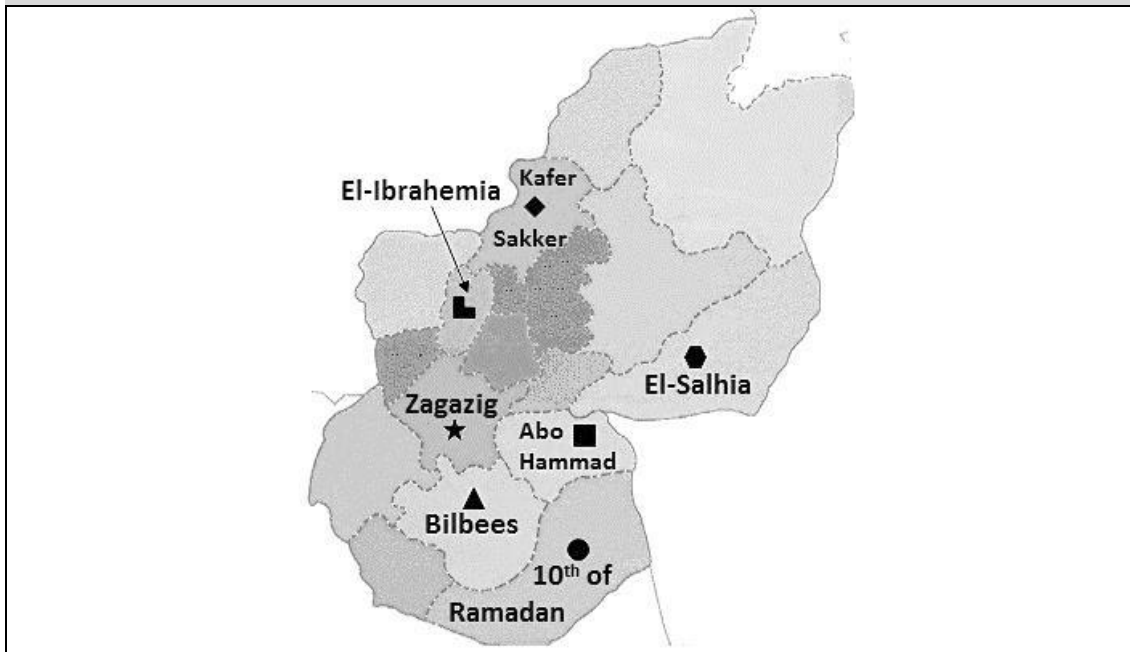 Kafer
El-Ibrahemia
Sakker
El-Salhia
Zagazig
Abo
Hammad
Bilbees
10th of
Ramadan